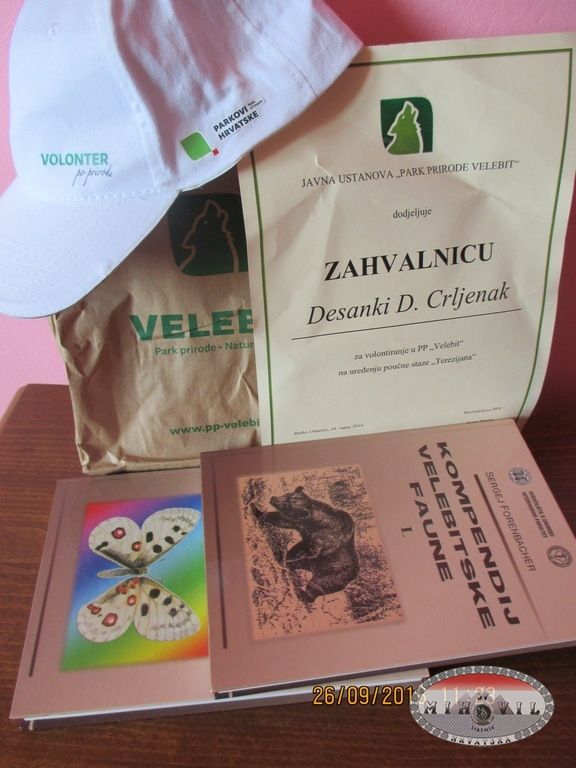 VOLONTER
po prirodi
PARKOVI
HRVATSKE
JAVNA USTANOVA „PARK PRIRODE VELEBIT“
dodjeljuje
ZAHVALNICU
Desanki D. Crljenak
za volontiranje u PP „Velebit“
na uređenju poučne staze „Terezijana“
VELEB
Park prirode • Natur
www.pp-velebi
KOMPENDIJ
VELEBITSKE
FAUNE
I.
SERGEJ FORENBACHER
26/09/201
MIHOVIL
HRVATSKA